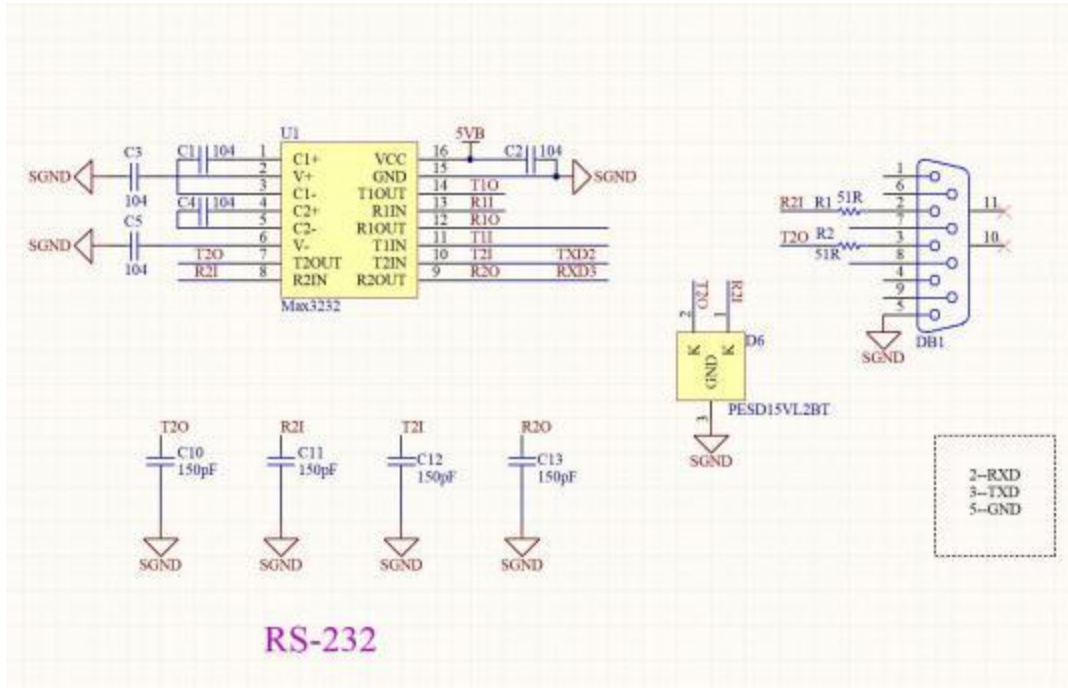 U1
C3
C1
104
1
C1+
VCC
16
5VB
C2
104
SGND
104
2
V+
GND
15
SGND
3
C1-
T1OUT
14
T1O
C4
104
4
C2+
R1IN
13
R1I
C5
5
C2-
R1OUT
12
R1O
SGND
104
6
V-
T1IN
11
T1I
T2O
7
T2OUT
T2IN
10
T2I
TXD2
R2I
8
R2IN
R2OUT
9
R2O
RXD3
Max3232
1
6
R2I
R1
51R
2
11
7
T2O
R2
51R
3
10
8
4
9
5
SGND
DB1
T2O
R2I
2
1
D6
K
K
GND
PESD15VL2BT
3
SGND
T2O
R2I
T2I
R2O
C10
150pF
C11
150pF
C12
150pF
C13
150pF
SGND
SGND
SGND
SGND
2--RXD
3--TXD
5--GND
RS-232